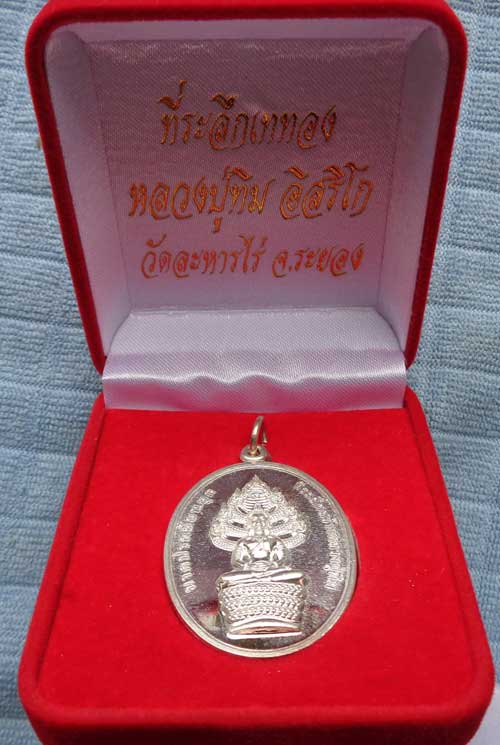 ที่ระลึกเททอง
หลวงปู่ทิม อิสริโก
วัดละหารไร่ จ.ระยอง